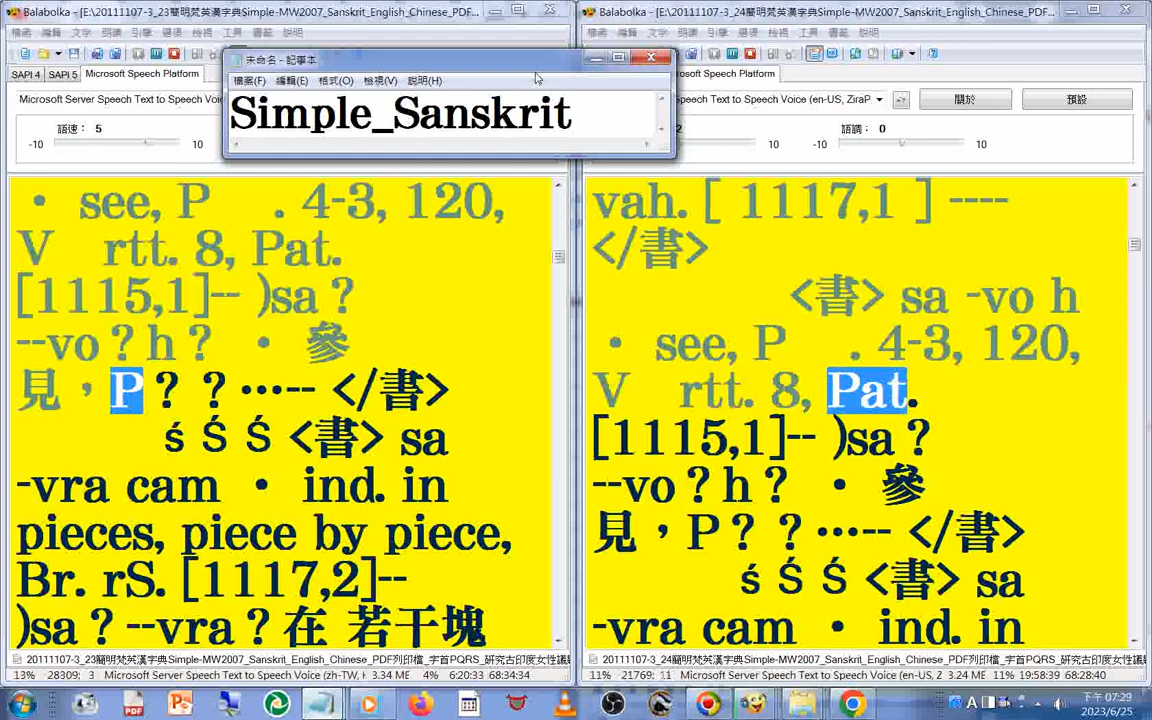 Balabolka - [E:\20111107-3_23簡明梵英漢字典Simple-MW2007_Sanskrit_English_Chinese_PDF...
Balabolka - [E:\20111107-3_24簡明梵英漢字典Simple-MW2007_Sanskrit_English_Chinese_PDF...
未命名 - 記事本
檔案(F) 編輯(E) 格式(O) 檢視(V) 說明(H)
Simple_Sanskrit
SAPI 4 SAPI 5 Microsoft Speech Platform
Microsoft Server Speech Text to Speech Voice
語速： 5
-10 10
Speech Text to Speech Voice (en-US, ZiraP
關於 預設
語調： 0
10 -10 10
• see, P . 4-3, 120,
V rtt. 8, Pat.
[1115,1]-- )sa？
--vo？h？ • 參
見，P？？…-- </書>
ś Ś Ś <書> sa
-vra cam • ind. in
pieces, piece by piece,
Br. rS. [1117,2]--
)sa？--vra？在 若干塊
vah. [ 1117,1 ] ----
</書>
<書> sa -vo h
• see, P . 4-3, 120,
V rtt. 8, Pat.
[1115,1]-- )sa？
--vo？h？ • 參
見，P？？…-- </書>
ś Ś Ś <書> sa
-vra cam • ind. in
20111107-3_23簡明梵英漢字典Simple-MW2007_Sanskrit_English_Chinese_PDF列印檔_字首PQRS_研究古印度女性議
13% 28309: 3 Microsoft Server Speech Text to Speech Voice (zh-TW, H 3.34 ME 4% 6:20:33 68:34:34
20111107-3_24簡明梵英漢字典Simple-MW2007_Sanskrit_English_Chinese_PDF列印檔_字首PQRS_研究古印度女性
11% 21769: 11 Microsoft Server Speech Text to Speech Voice (en-US, Z 3.24 ME 11% 19:58:39 68:28:40
下午 07:29
2023/6/25